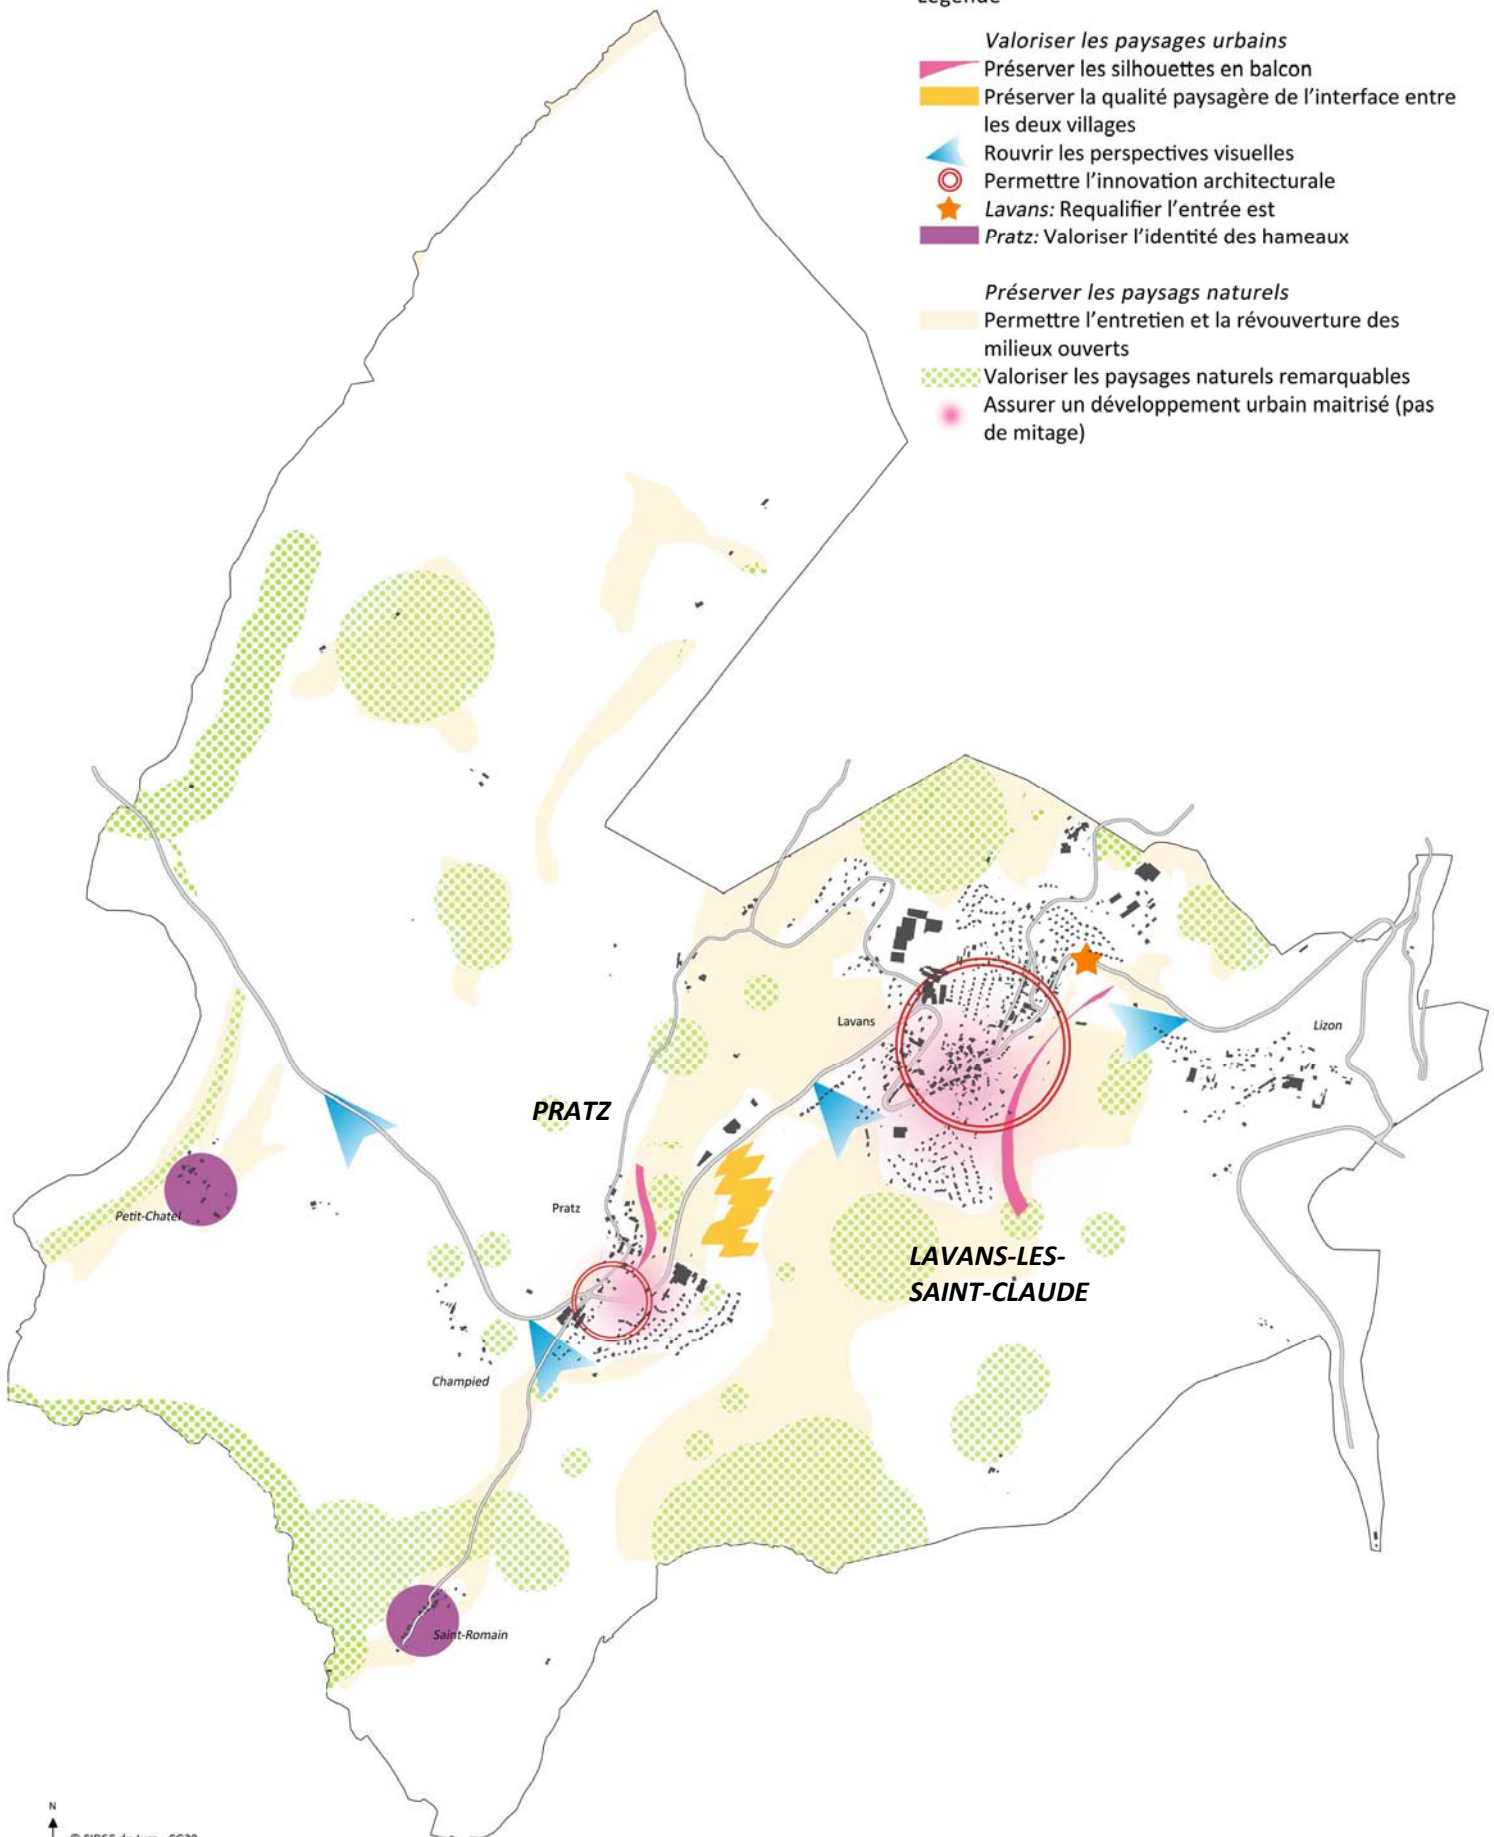 Légende
Valoriser les paysages urbains
Préserver les silhouettes en balcon
Préserver la qualité paysagère de l'interface entre
les deux villages
Rouvrir les perspectives visuelles
Permettre l'innovation architecturale
Lavans: Requalifier l'entrée est
Pratz: Valoriser l'identité des hameaux
Préserver les paysags naturels
Permettre l'entretien et la révouverture des
milieux ouverts
Valoriser les paysages naturels remarquables
Assurer un développement urbain maitrisé (pas
de mitage)
Lavans
Lizon
PRATZ
Pratz
Petit-Chatel
LAVANS-LES-
SAINT-CLAUDE
Champied
Saint-Romain
N